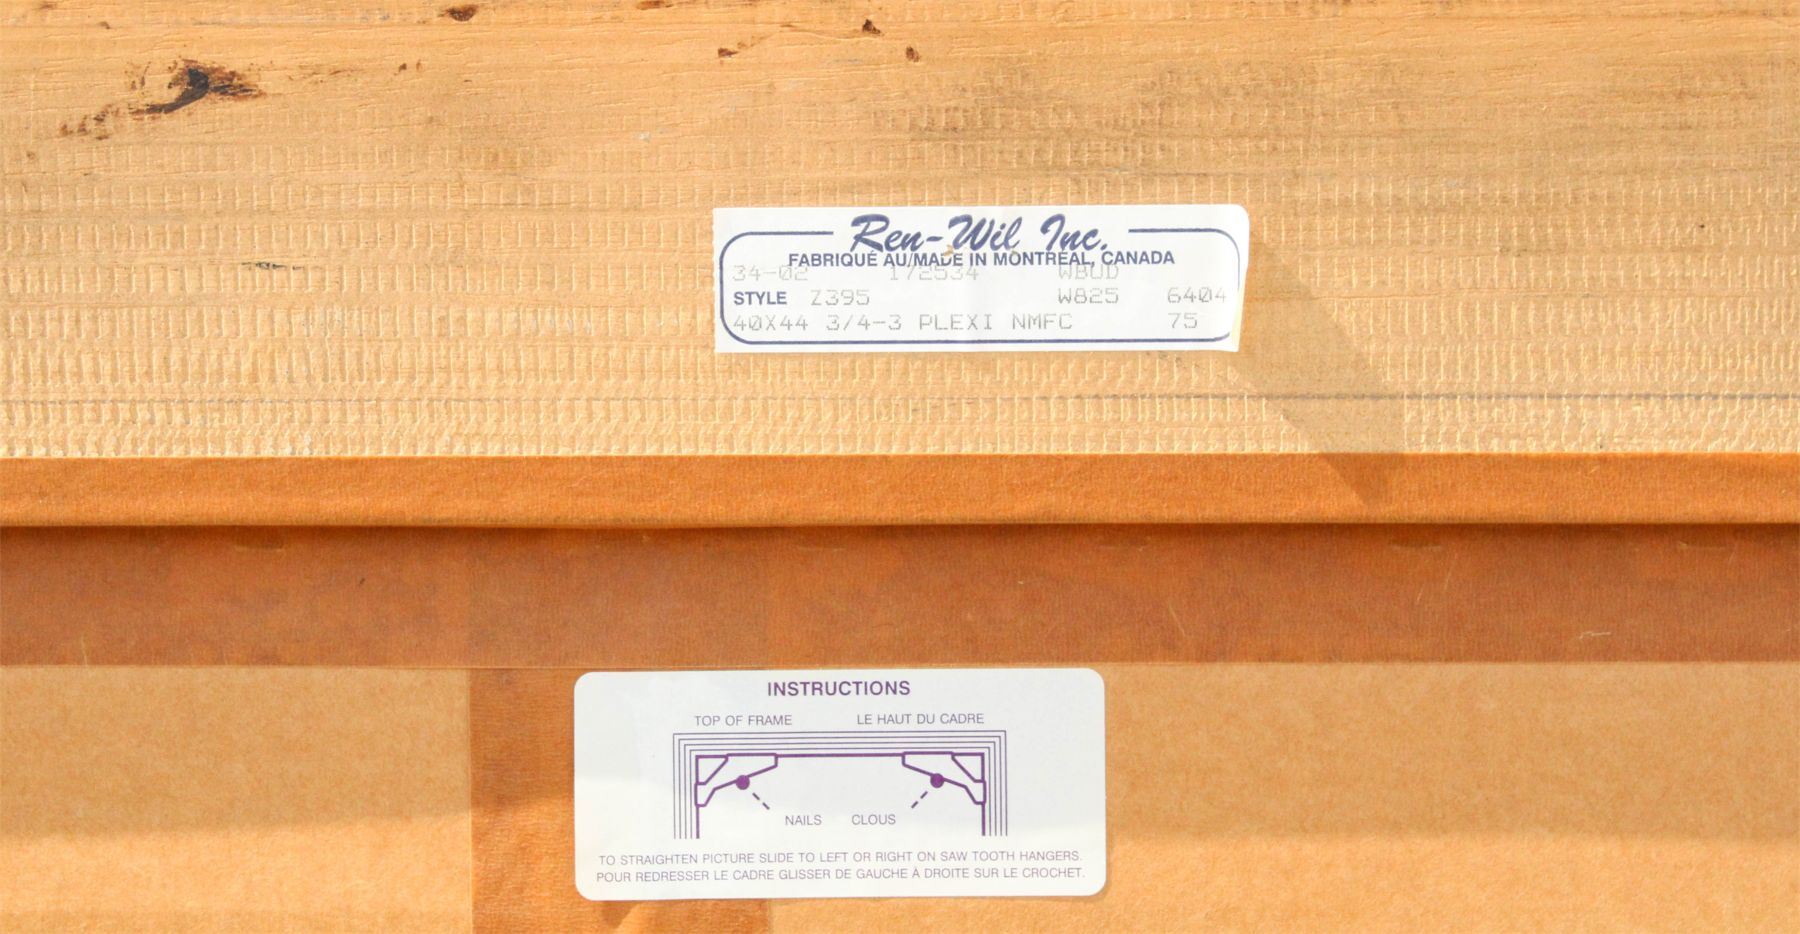 Ren-Wil Inc.
FABRIQUÉ AU/MADE IN MONTRÉAL, CANADA
34-02 172534 WBUD
STYLE Z395 W825 6404
40X44 3/4-3 PLEXI NMFC 75
INSTRUCTIONS
TOP OF FRAME LE HAUT DU CADRE
NAILS CLOUS
TO STRAIGHTEN PICTURE SLIDE TO LEFT OR RIGHT ON SAW TOOTH HANGERS.
POUR REDRESSER LE CADRE GLISSER DE GAUCHE À DROITE SUR LE CROCHET.